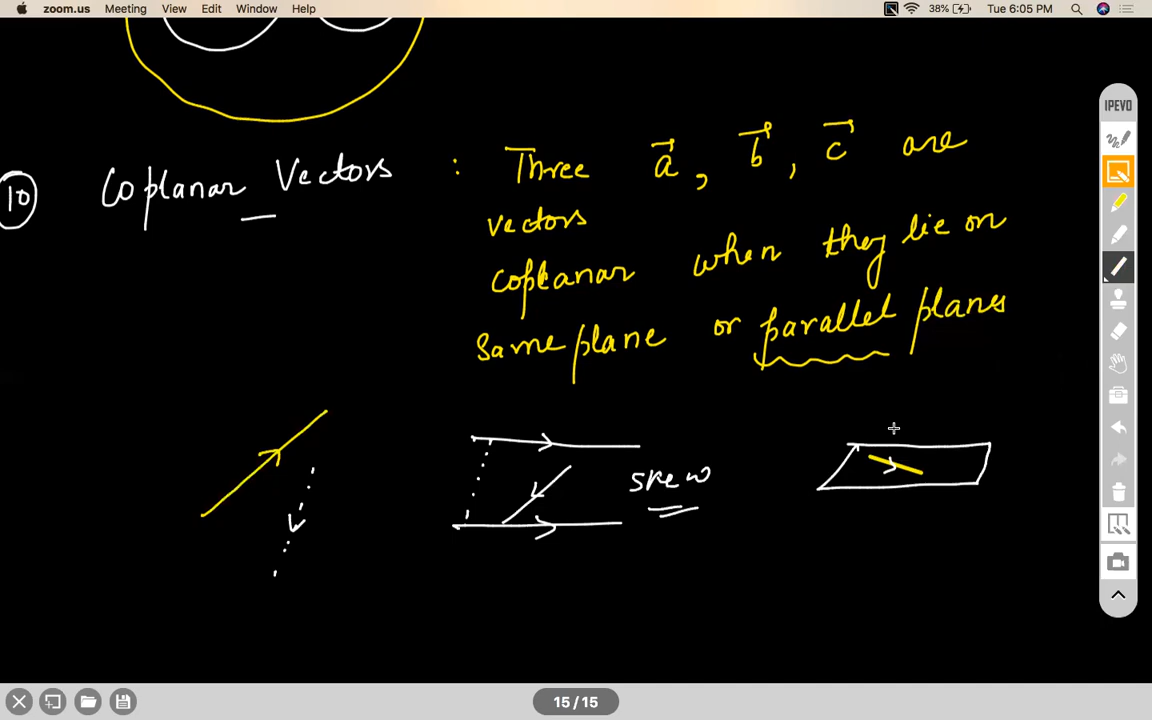 zoom.us Meeting View Edit Window Help 38% Tue 6:05 PM
IPEVO
10 Coplanar Vectors : Three a, b, c are
vectors
coplanar when they lie on
same plane or parallel planes
skew
15 / 15